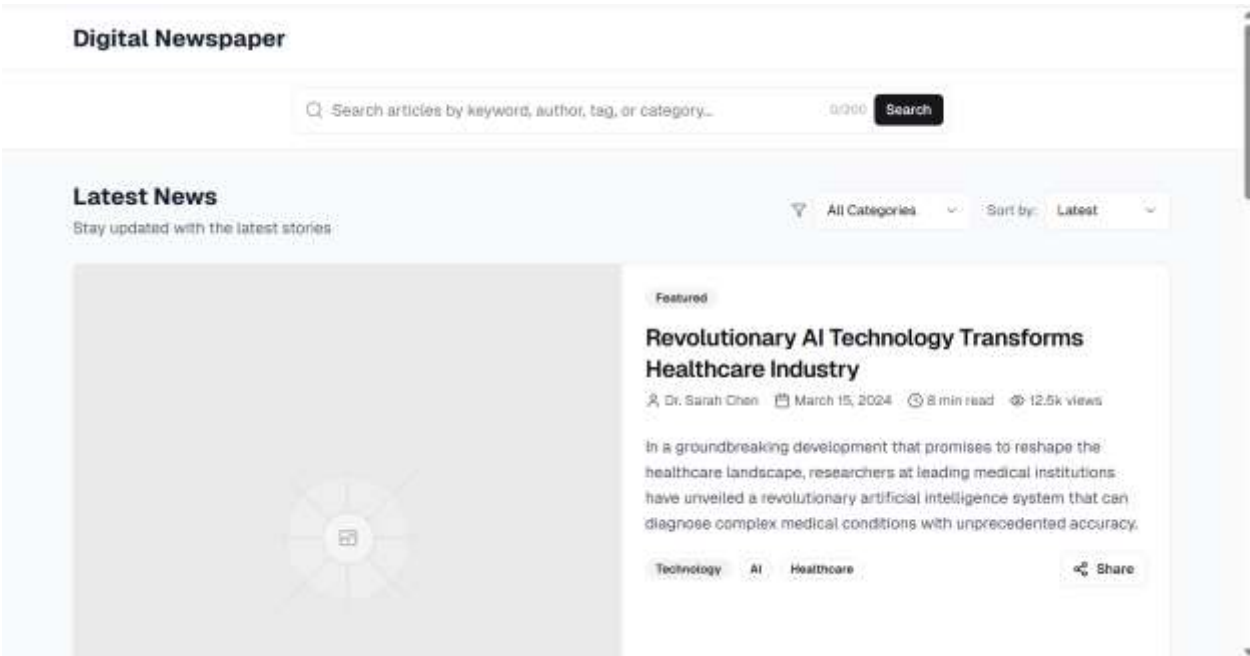 Digital Newspaper
Search articles by keyword, author, tag, or category...
0/200 Search
Latest News
Stay updated with the latest stories
All Categories Sort by: Latest
Featured
Revolutionary AI Technology Transforms
Healthcare Industry
Dr. Sarah Chen March 15, 2024 8 min read 12.5k views
In a groundbreaking development that promises to reshape the
healthcare landscape, researchers at leading medical institutions
have unveiled a revolutionary artificial intelligence system that can
diagnose complex medical conditions with unprecedented accuracy.
Technology AI Healthcare Share